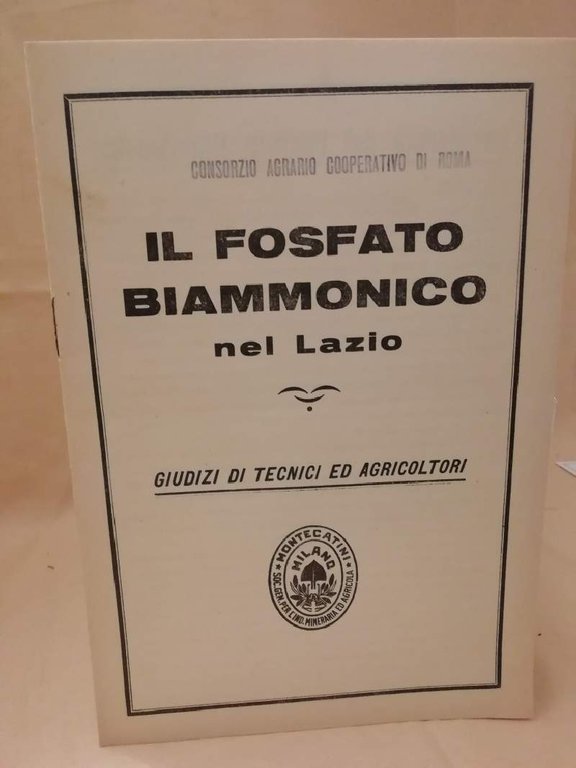 CONSORZIO AGRARIO COOPERATIVO DI ROMA
IL FOSFATO
BIAMMONICO
nel Lazio
GIUDIZI DI TECNICI ED AGRICOLTORI
MONTECATINI
MILANO
SOC. GEN. PER L'IND. MINERARIA ED AGRICOLA